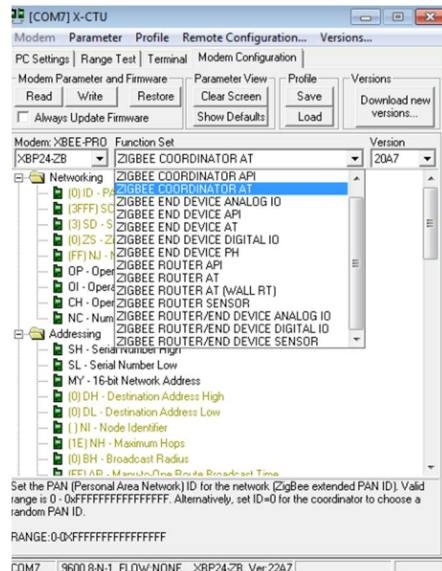 [COM7] X-CTU
Modem Parameter Profile Remote Configuration... Versions...
PC Settings Range Test Terminal Modem Configuration
Modem Parameter and Firmware Parameter View Profile Versions
Read Write Restore Clear Screen Save Download new versions...
Always Update Firmware Show Defaults Load
Modem: XBEE-PRO Function Set Version
XBP24-ZB ZIGBEE COORDINATOR AT 20A7
Networking
ZIGBEE COORDINATOR API
(0) ID - PA
ZIGBEE COORDINATOR AT
(3FFF) SC
ZIGBEE END DEVICE ANALOG IO
ZIGBEE END DEVICE API
(3) SD - S
ZIGBEE END DEVICE AT
(0) ZS - Zi
ZIGBEE END DEVICE DIGITAL IO
(FF) NJ - N
ZIGBEE END DEVICE PH
OP - Oper
ZIGBEE ROUTER API
ZIGBEE ROUTER AT
OI - Opera
ZIGBEE ROUTER AT (WALL RT)
CH - Oper
ZIGBEE ROUTER SENSOR
NC - Num
ZIGBEE ROUTER/END DEVICE ANALOG IO
Addressing
ZIGBEE ROUTER/END DEVICE DIGITAL IO
ZIGBEE ROUTER/END DEVICE SENSOR
SH - Serial Number High
SL - Serial Number Low
MY - 16-bit Network Address
(0) DH - Destination Address High
(0) DL - Destination Address Low
( ) NI - Node Identifier
(1E) NH - Maximum Hops
(0) BH - Broadcast Radius
(FF) AR - Many-to-One Route Broadcast Time
Set the PAN (Personal Area Network) ID for the network (ZigBee extended PAN ID). Valid
range is 0 - 0xFFFFFFFFFFFFFFFF. Alternatively, set ID=0 for the coordinator to choose a
random PAN ID.
RANGE:0-0XFFFFFFFFFFFFFFFF
COM7 9600 8-N-1 FLOW:NONE XBP24-ZB Ver:22A7